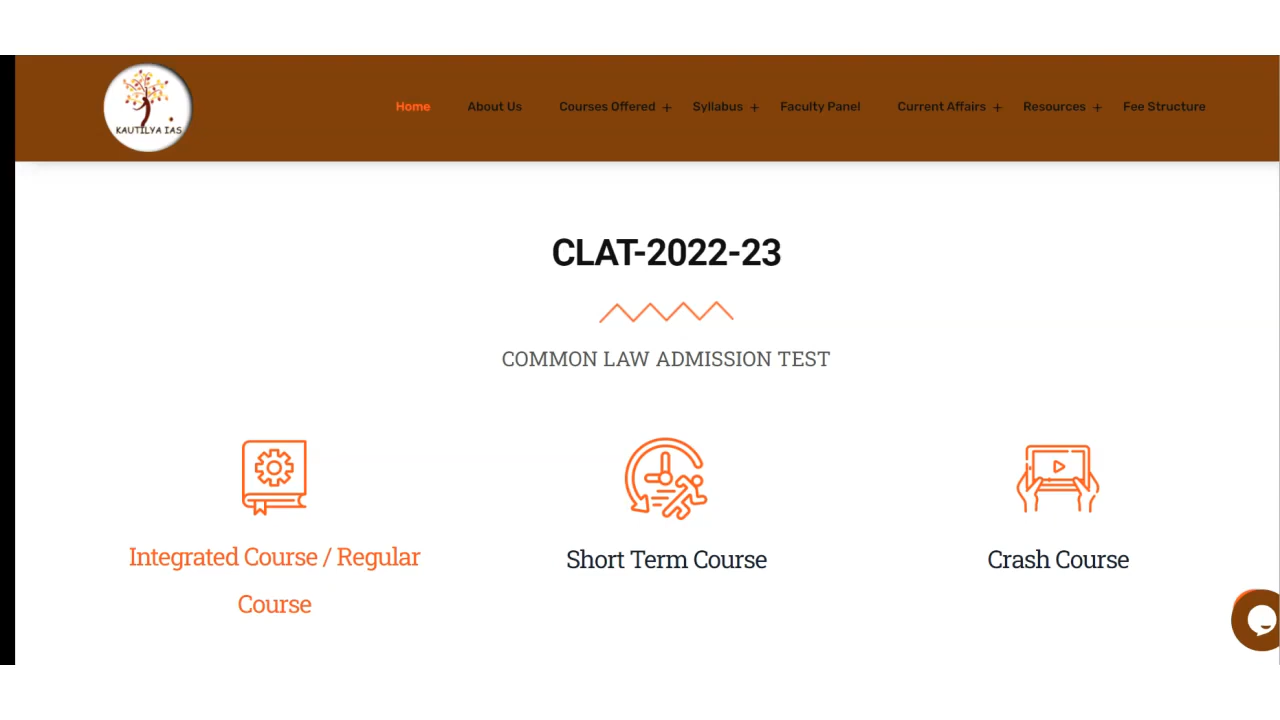 KAUTILYA IAS
Home About Us Courses Offered + Syllabus + Faculty Panel Current Affairs + Resources + Fee Structure
CLAT-2022-23
COMMON LAW ADMISSION TEST
Integrated Course / Regular
Course
Short Term Course
Crash Course